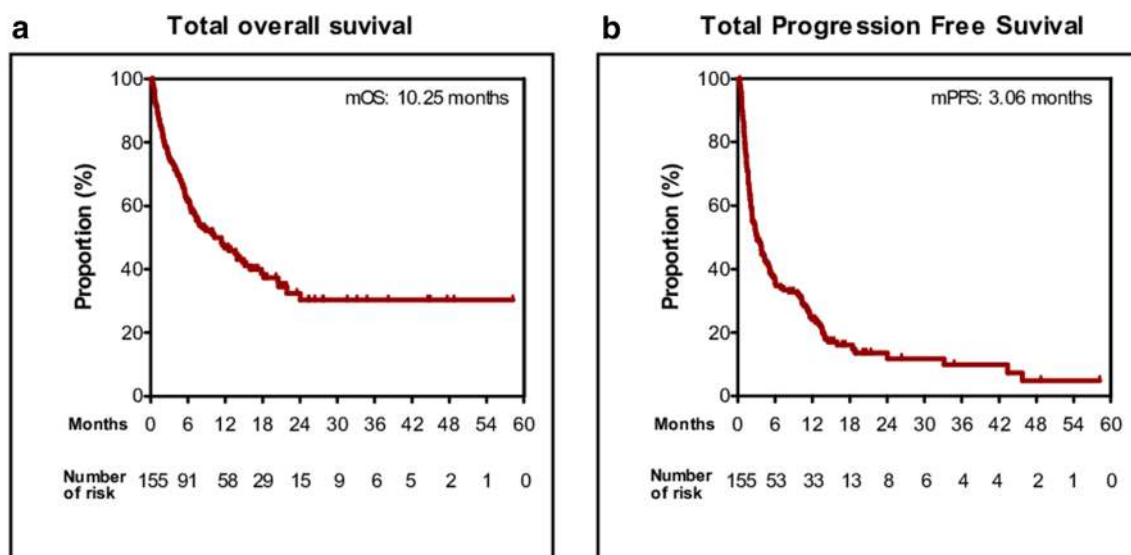 a Total overall suvival
mOS: 10.25 months
Proportion (%)
100
80
60
40
20
0
Months 0 6 12 18 24 30 36 42 48 54 60
Number of risk 155 91 58 29 15 9 6 5 2 1 0
b Total Progression Free Suvival
mPFS: 3.06 months
Proportion (%)
100
80
60
40
20
0
Months 0 6 12 18 24 30 36 42 48 54 60
Number of risk 155 53 33 13 8 6 4 4 2 1 0